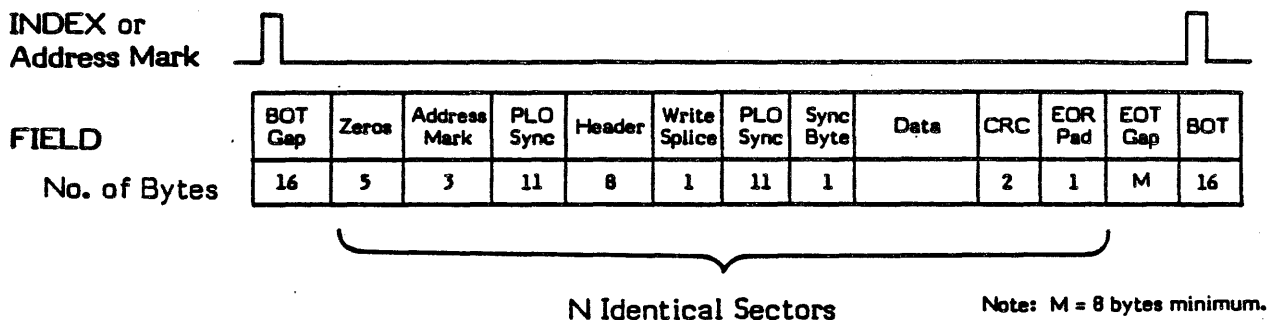 INDEX or
Address Mark
FIELD
BOT Gap Zeros Address Mark PLO Sync Header Write Splice PLO Sync Sync Byte Data CRC EOR Pad EOT Gap BOT
No. of Bytes 16 5 3 11 8 1 11 1 2 1 M 16
N Identical Sectors
Note: M = 8 bytes minimum.